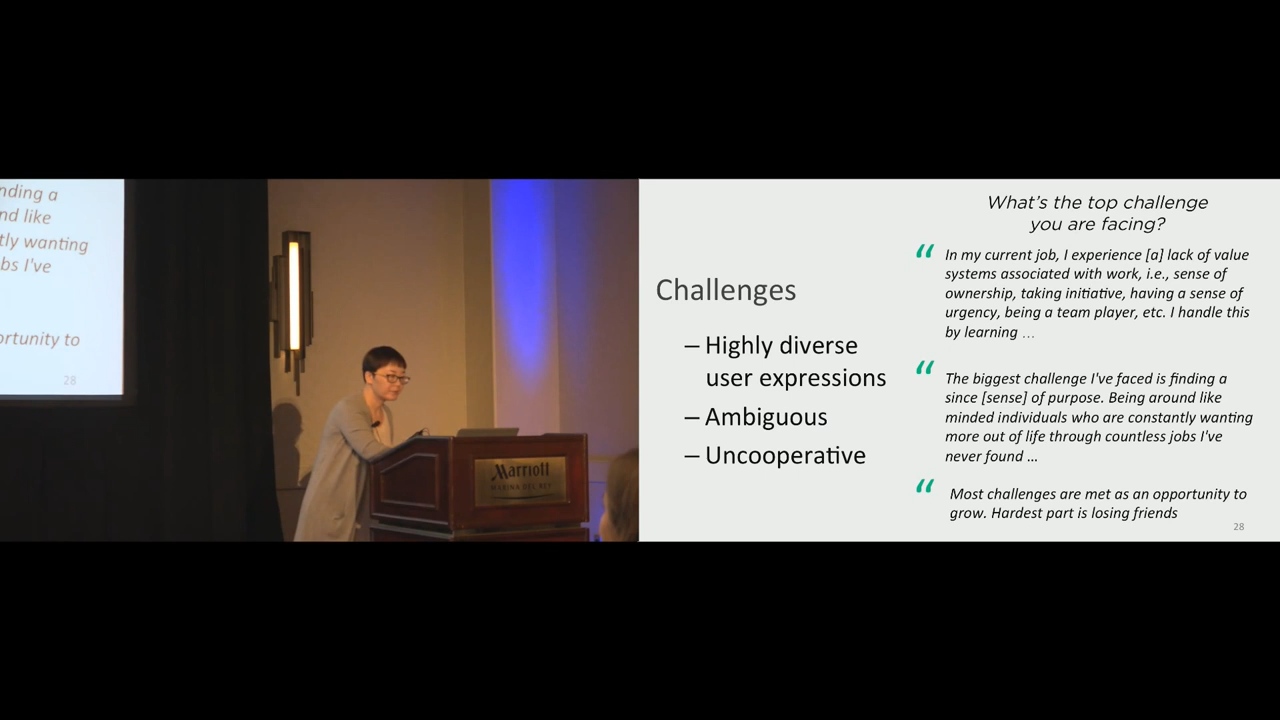 nding a
nd like
tly wanting
bs I've
ortunity to
28
Marriott
MARINA DEL REY
Challenges
– Highly diverse
user expressions
– Ambiguous
– Uncooperative
What's the top challenge
you are facing?
“ In my current job, I experience [a] lack of value
systems associated with work, i.e., sense of
ownership, taking initiative, having a sense of
urgency, being a team player, etc. I handle this
by learning ...
“ The biggest challenge I've faced is finding a
since [sense] of purpose. Being around like
minded individuals who are constantly wanting
more out of life through countless jobs I've
never found ...
“ Most challenges are met as an opportunity to
grow. Hardest part is losing friends
28